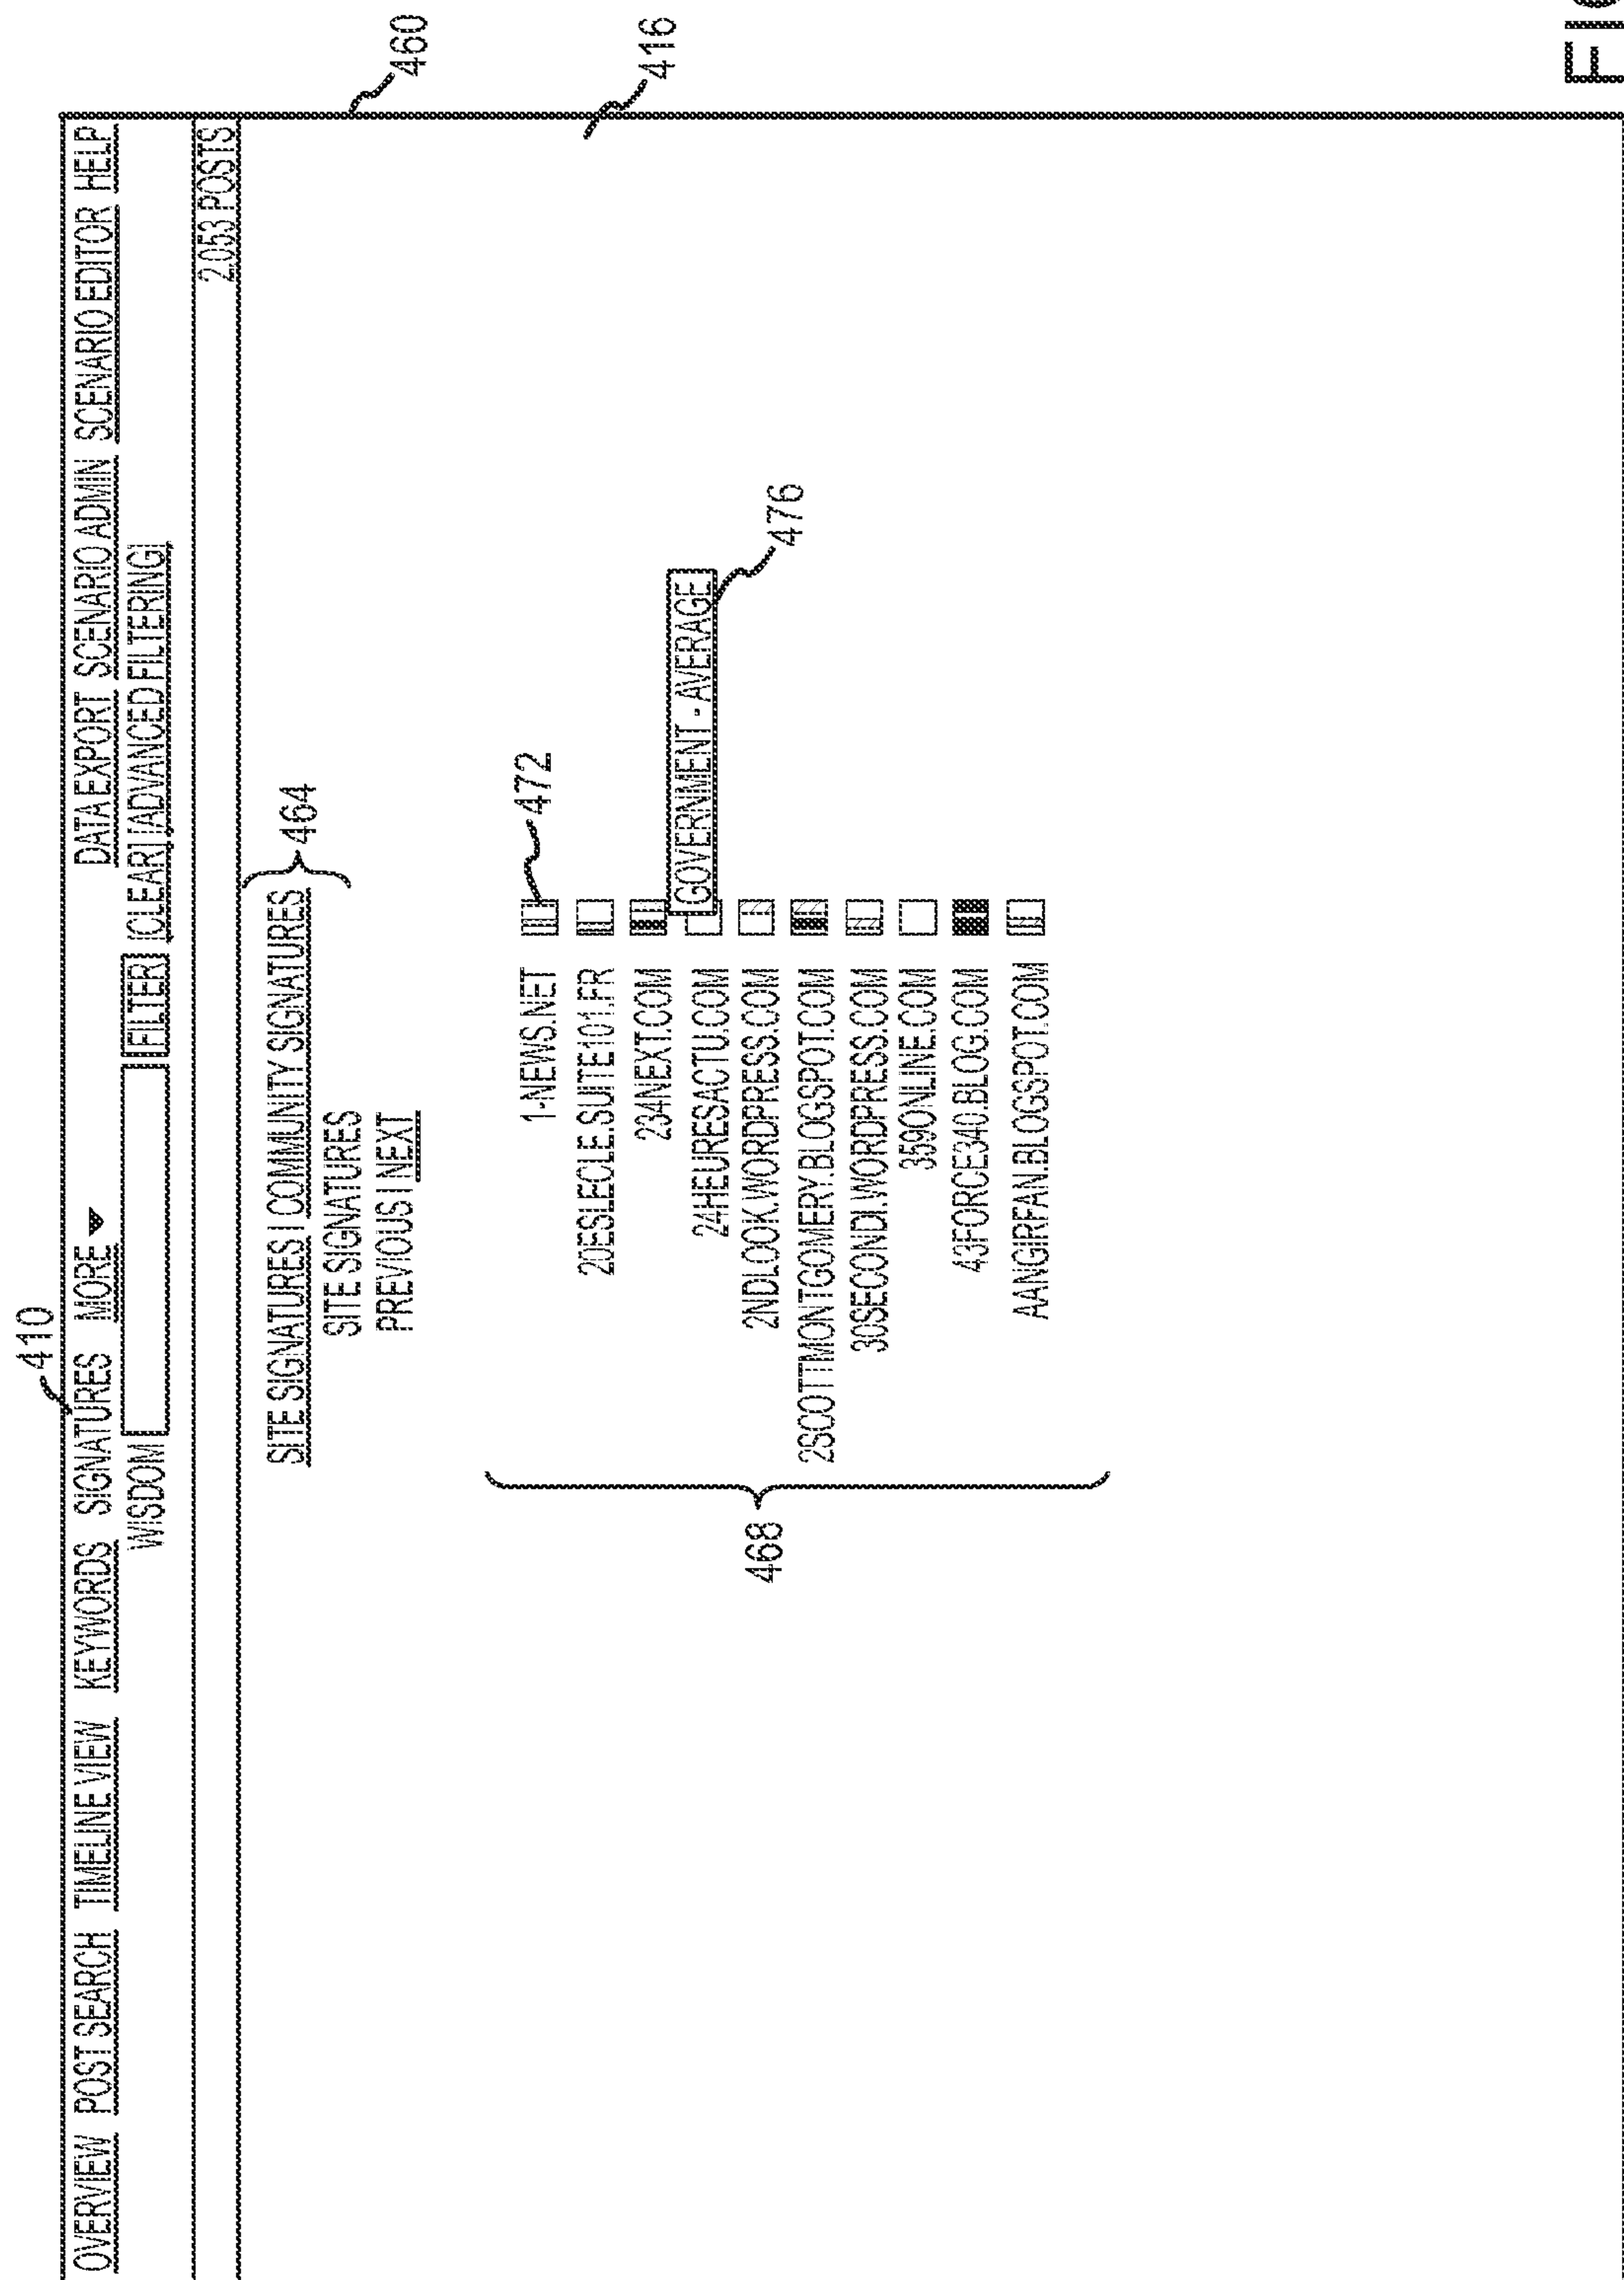 410
460
OVERVIEW POST SEARCH TIMELINE VIEW KEYWORDS SIGNATURES MORE DATA EXPORT SCENARIO ADMIN SCENARIO EDITOR HELP
WISDOM FILTER |CLEAR| |ADVANCED FILTERING|
2,053 POSTS
SITE SIGNATURES | COMMUNITY SIGNATURES
464
SITE SIGNATURES
PREVIOUS | NEXT
416
472
1-NEWS.NET
20ESLECLE.SUITE101.FR
234NEXT.COM
GOVERNMENT - AVERAGE
24HEURESACTU.COM
476
468
2NDLOOK.WORDPRESS.COM
2SCOTTMONTGOMERY.BLOGSPOT.COM
30SECONDI.WORDPRESS.COM
359ONLINE.COM
43FORCE340.BLOG.COM
AANGIRFAN.BLOGSPOT.COM